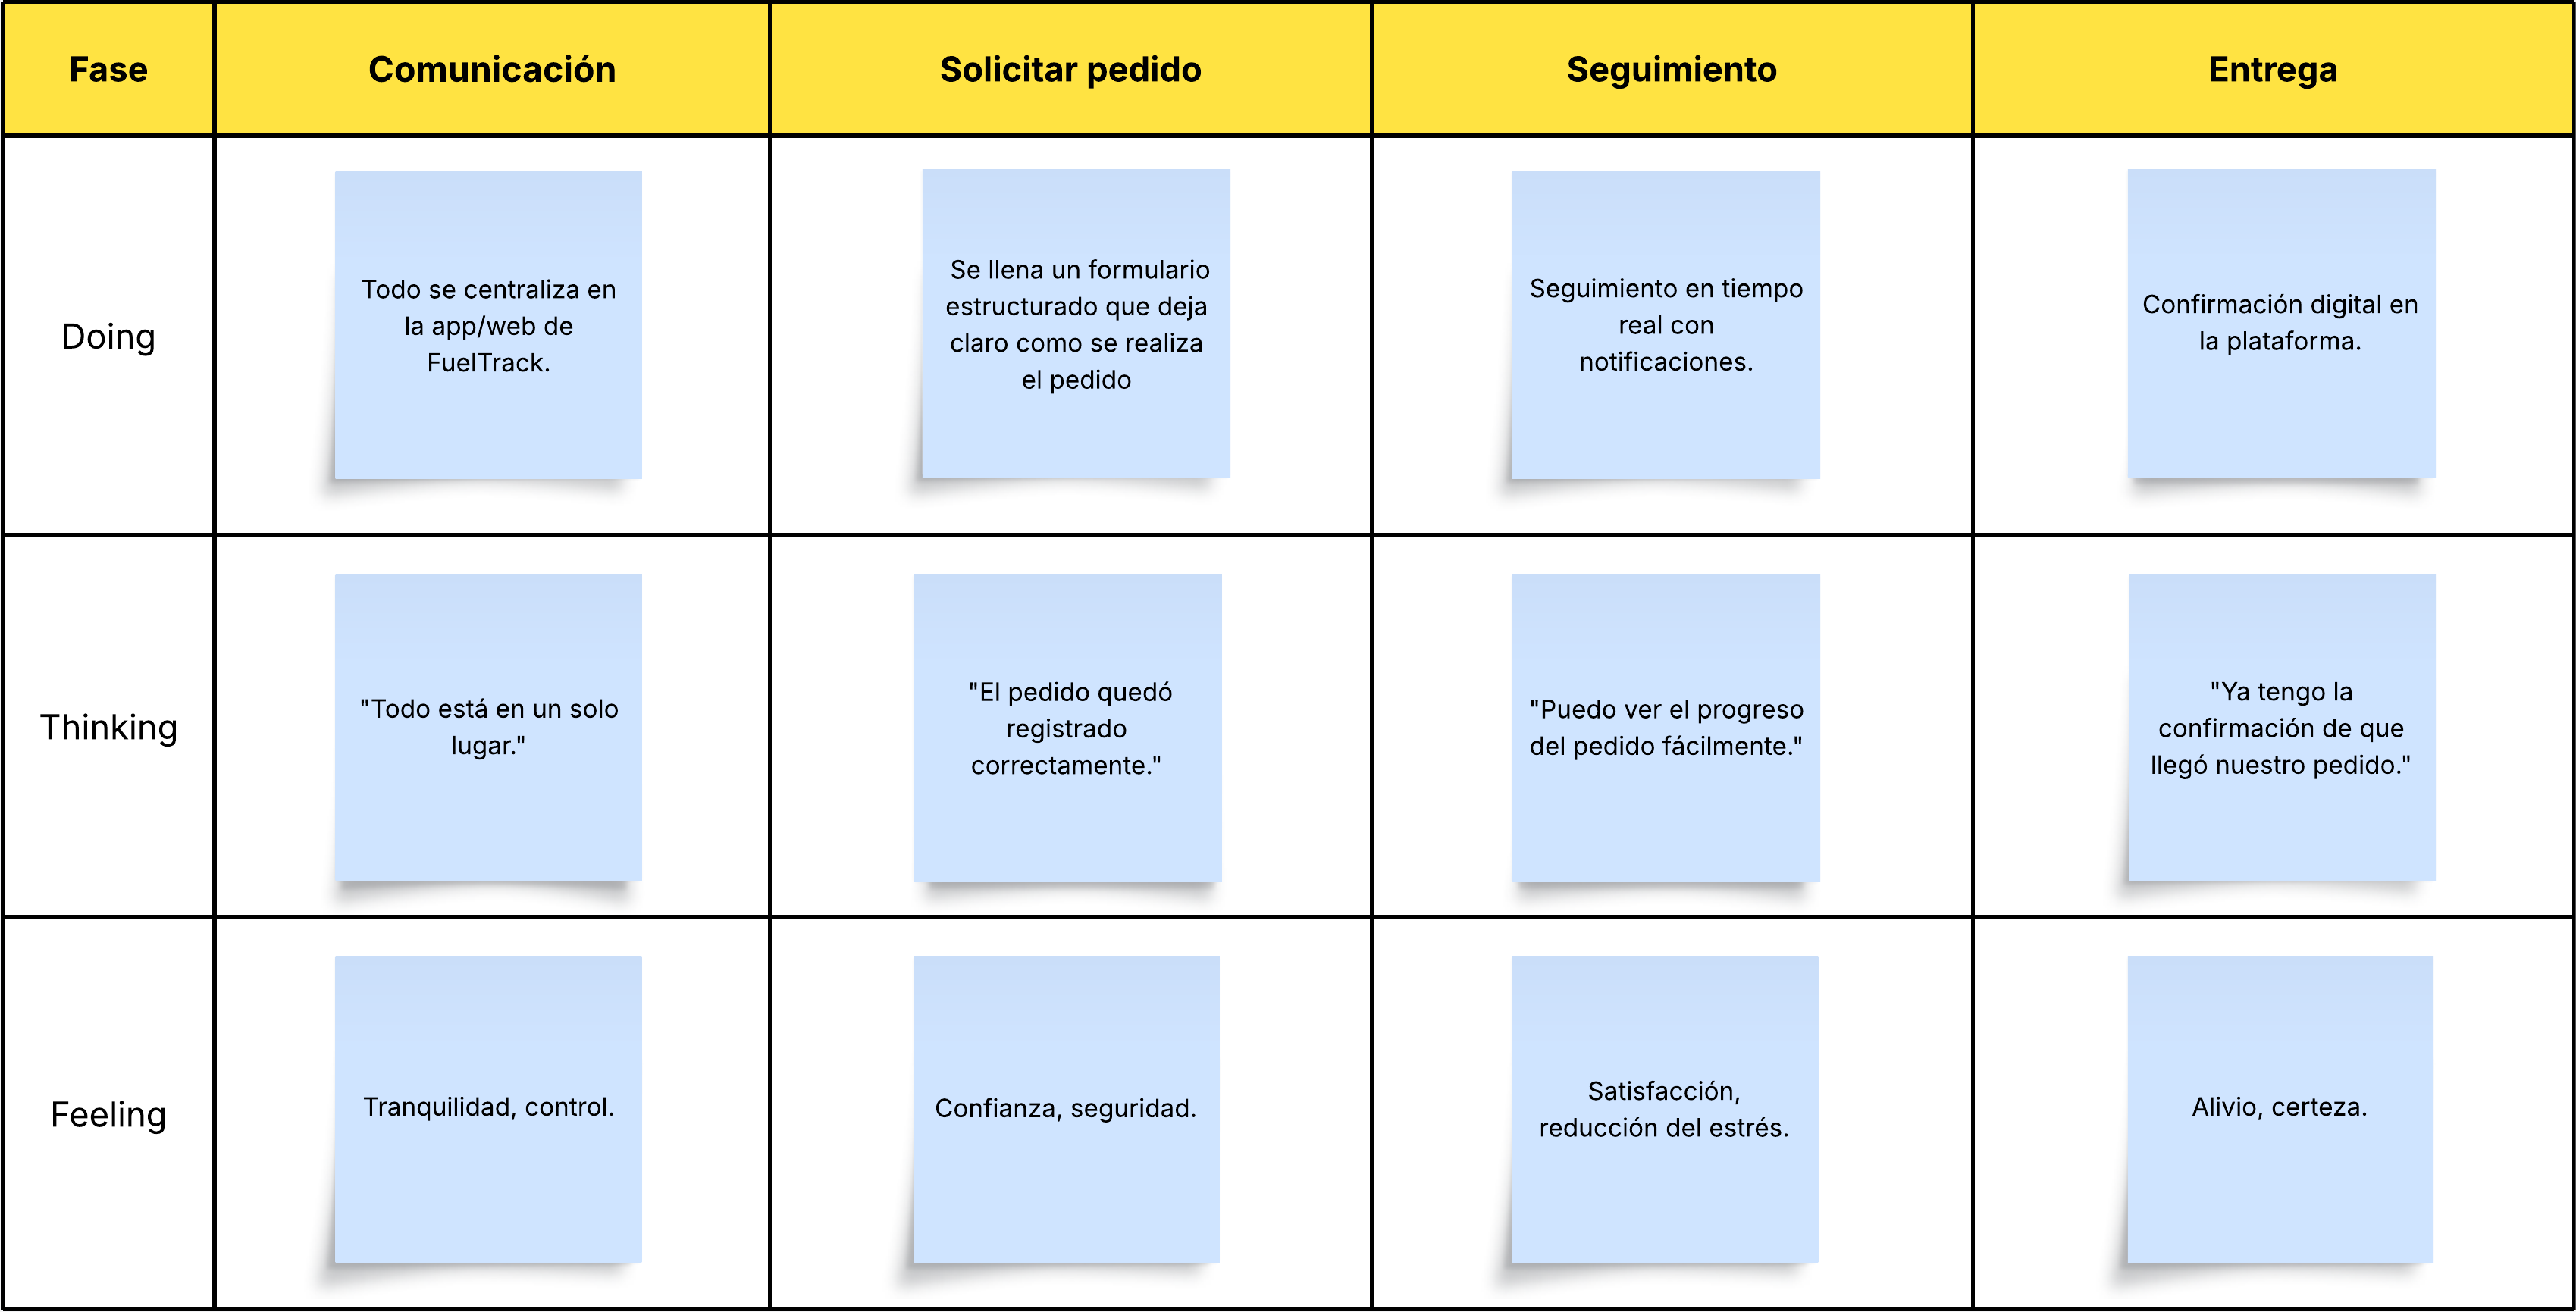 Fase
Comunicación
Solicitar pedido
Seguimiento
Entrega
Doing
Todo se centraliza en
la app/web de
FuelTrack.
Se llena un formulario
estructurado que deja
claro como se realiza
el pedido
Seguimiento en tiempo
real con
notificaciones.
Confirmación digital en
la plataforma.
Thinking
"Todo está en un solo
lugar."
"El pedido quedó
registrado
correctamente."
"Puedo ver el progreso
del pedido fácilmente."
"Ya tengo la
confirmación de que
llegó nuestro pedido."
Feeling
Tranquilidad, control.
Confianza, seguridad.
Satisfacción,
reducción del estrés.
Alivio, certeza.